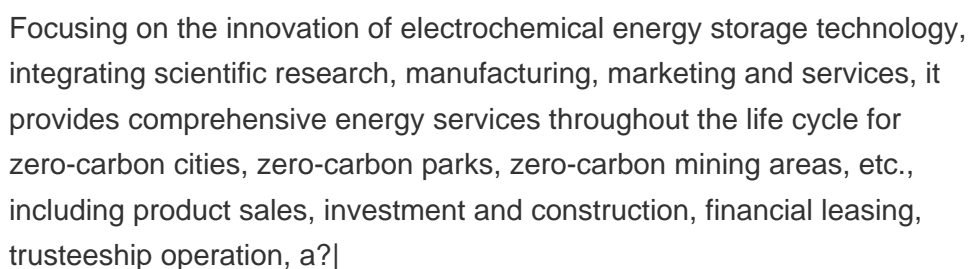 Focusing on the innovation of electrochemical energy storage technology,
integrating scientific research, manufacturing, marketing and services, it
provides comprehensive energy services throughout the life cycle for
zero-carbon cities, zero-carbon parks, zero-carbon mining areas, etc.,
including product sales, investment and construction, financial leasing,
trusteeship operation, a?|